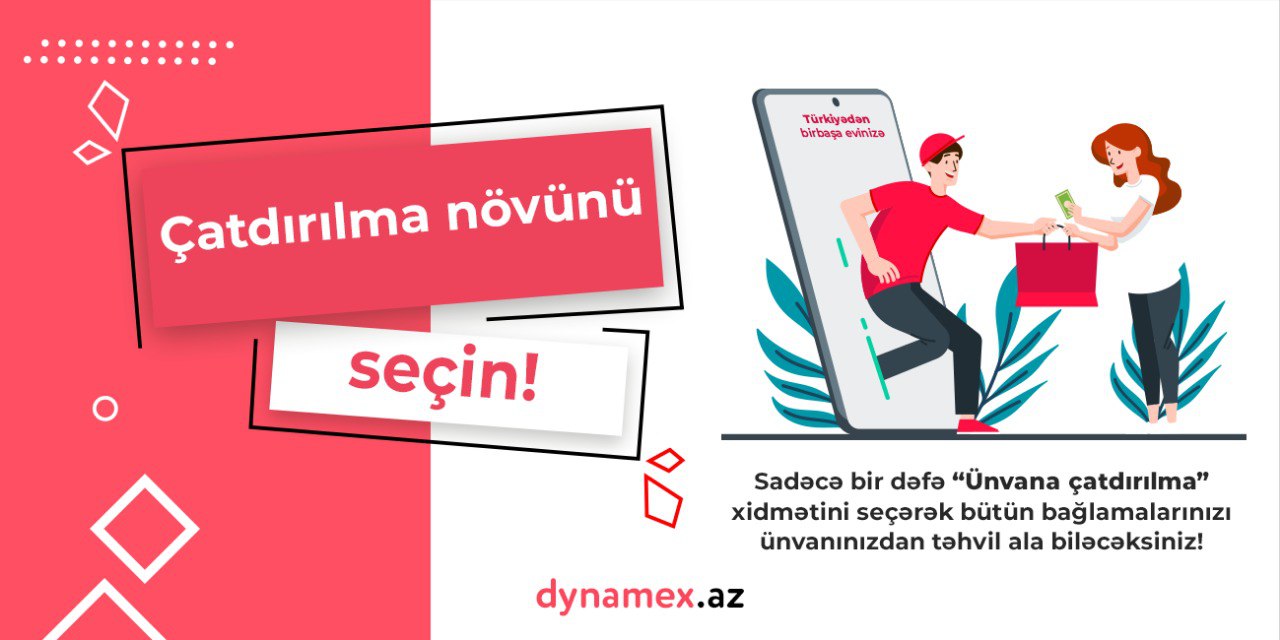 Çatdırılma növünü
seçin!
Türkiyədən
birbaşa evinizə
Sadəcə bir dəfə “Ünvana çatdırılma”
xidmətini seçərək bütün bağlamalarınızı
ünvanınızdan təhvil ala biləcəksiniz!
dynamex.az